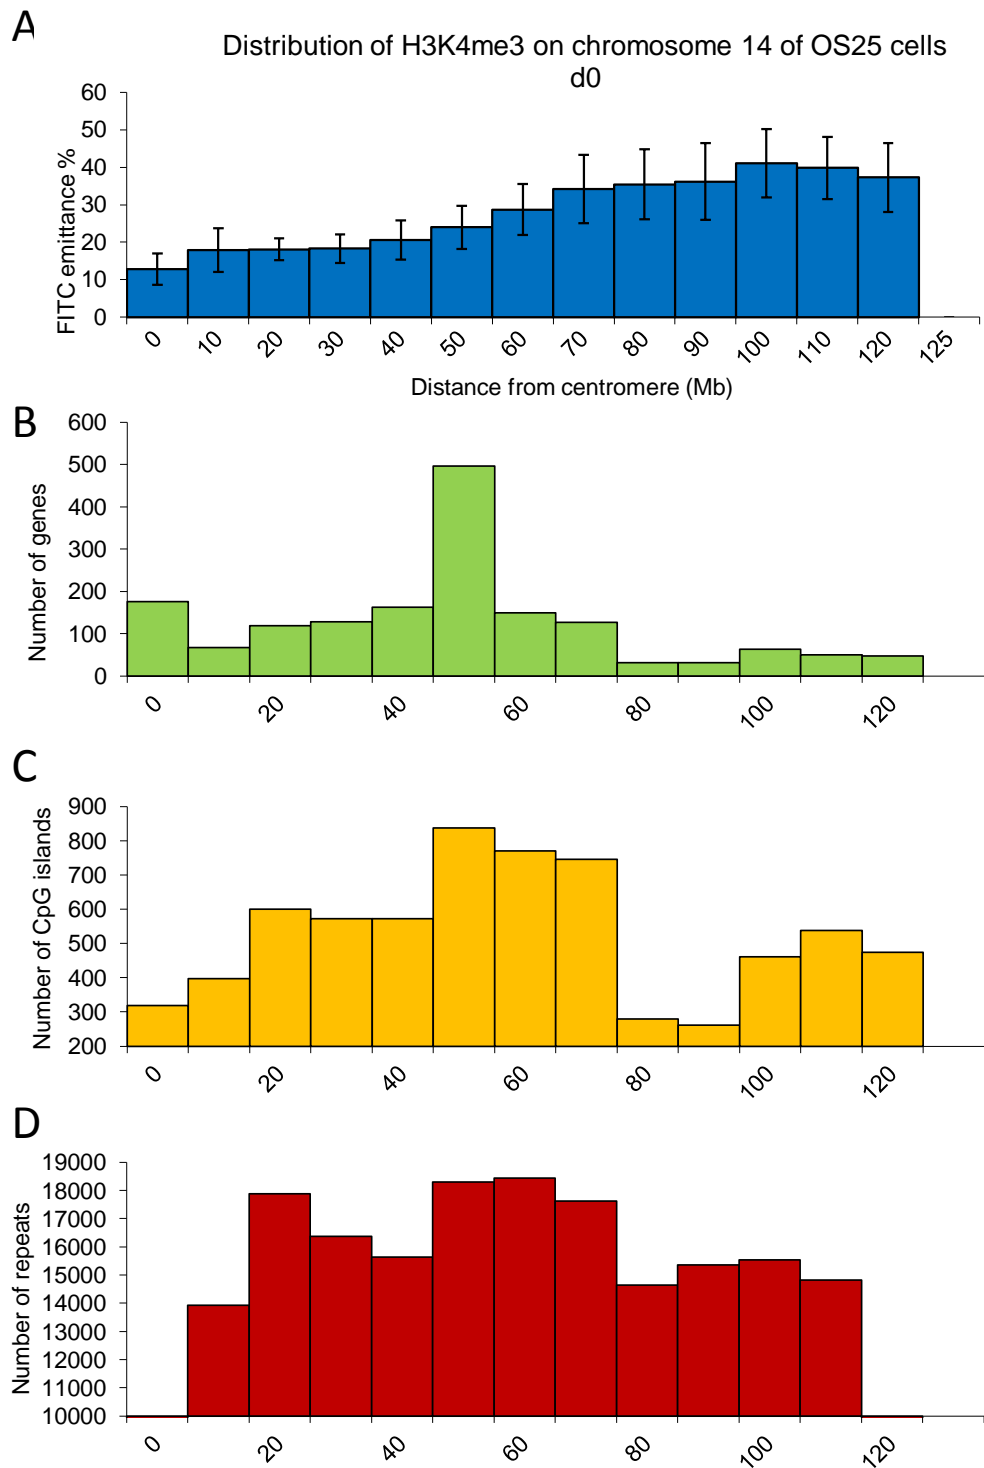 A
Distribution of H3K4me3 on chromosome 14 of OS25 cells
d0
FITC emittance %
60
50
40
30
20
10
0
0 10 20 30 40 50 60 70 80 90 100 110 120 125
Distance from centromere (Mb)
B
Number of genes
600
500
400
300
200
100
0
0 20 40 60 80 100 120
C
Number of CpG islands
900
800
700
600
500
400
300
200
0 20 40 60 80 100 120
D
Number of repeats
19000
18000
17000
16000
15000
14000
13000
12000
11000
10000
0 20 40 60 80 100 120